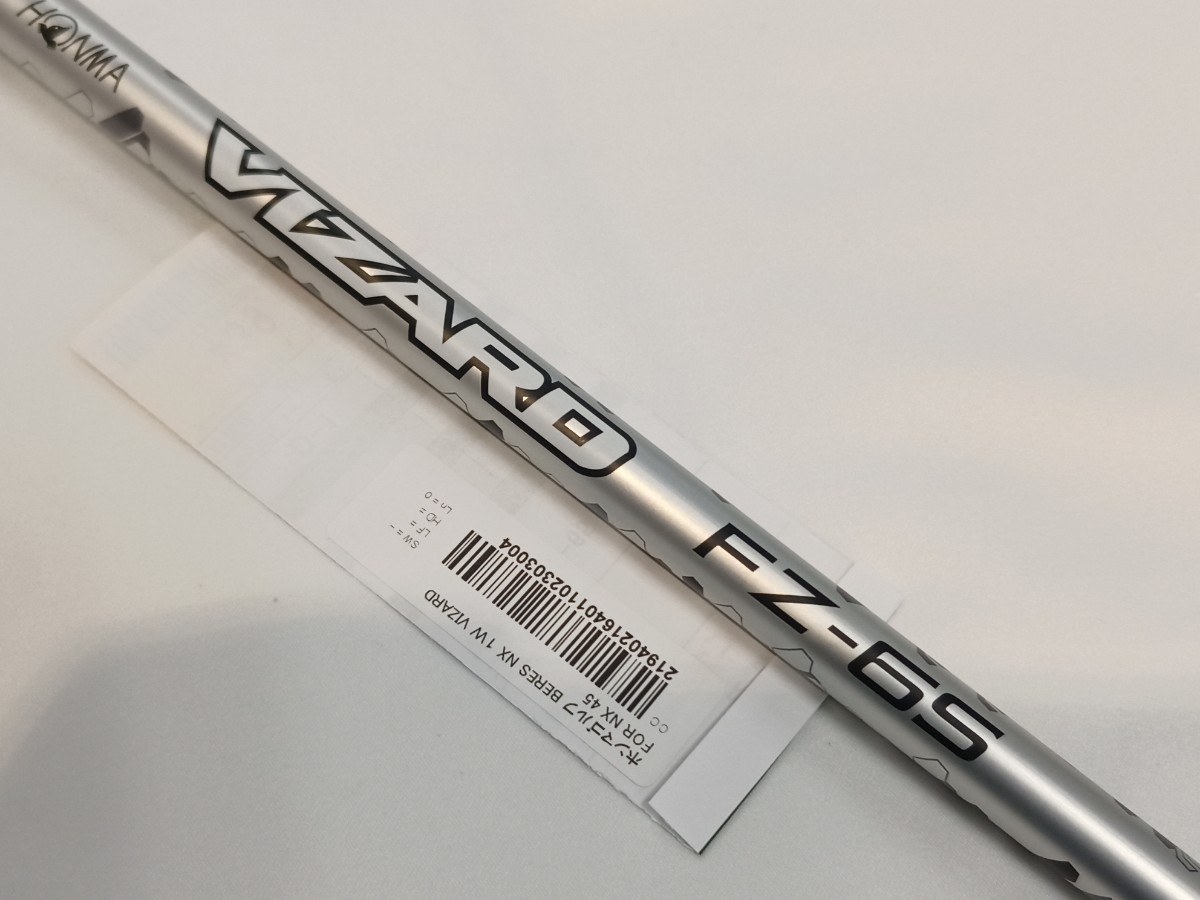 HONMA
VIZARD
FZ-6S
ホンマゴルフ BERES NX 1W VIZARD
FOR NX 45
CC
21940216401102303004
SW = ~
LF =
HD =
Ln = 0